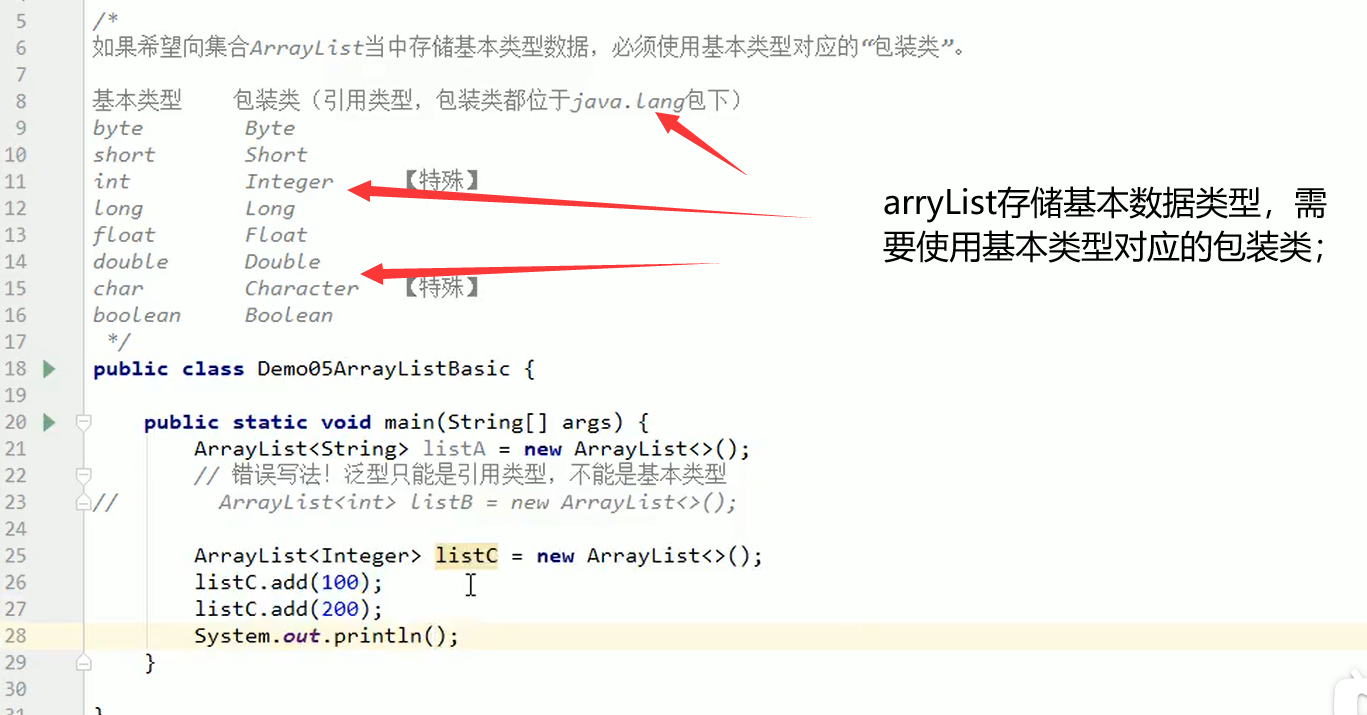 5 /*
6 如果希望向集合ArrayList当中存储基本类型数据，必须使用基本类型对应的“包装类”。
7
8 基本类型 包装类（引用类型，包装类都位于java.lang包下）
9 byte Byte
10 short Short
11 int Integer 【特殊】
12 long Long
13 float Float
14 double Double
15 char Character 【特殊】
16 boolean Boolean
17 */
18 public class Demo05ArrayListBasic {
19
20 public static void main(String[] args) {
21 ArrayList<String> listA = new ArrayList<>();
22 // 错误写法！泛型只能是引用类型，不能是基本类型
23 // ArrayList<int> listB = new ArrayList<>();
24
25 ArrayList<Integer> listC = new ArrayList<>();
26 listC.add(100);
27 listC.add(200);
28 System.out.println();
29 }
30
31 }
arryList存储基本数据类型，需
要使用基本类型对应的包装类；